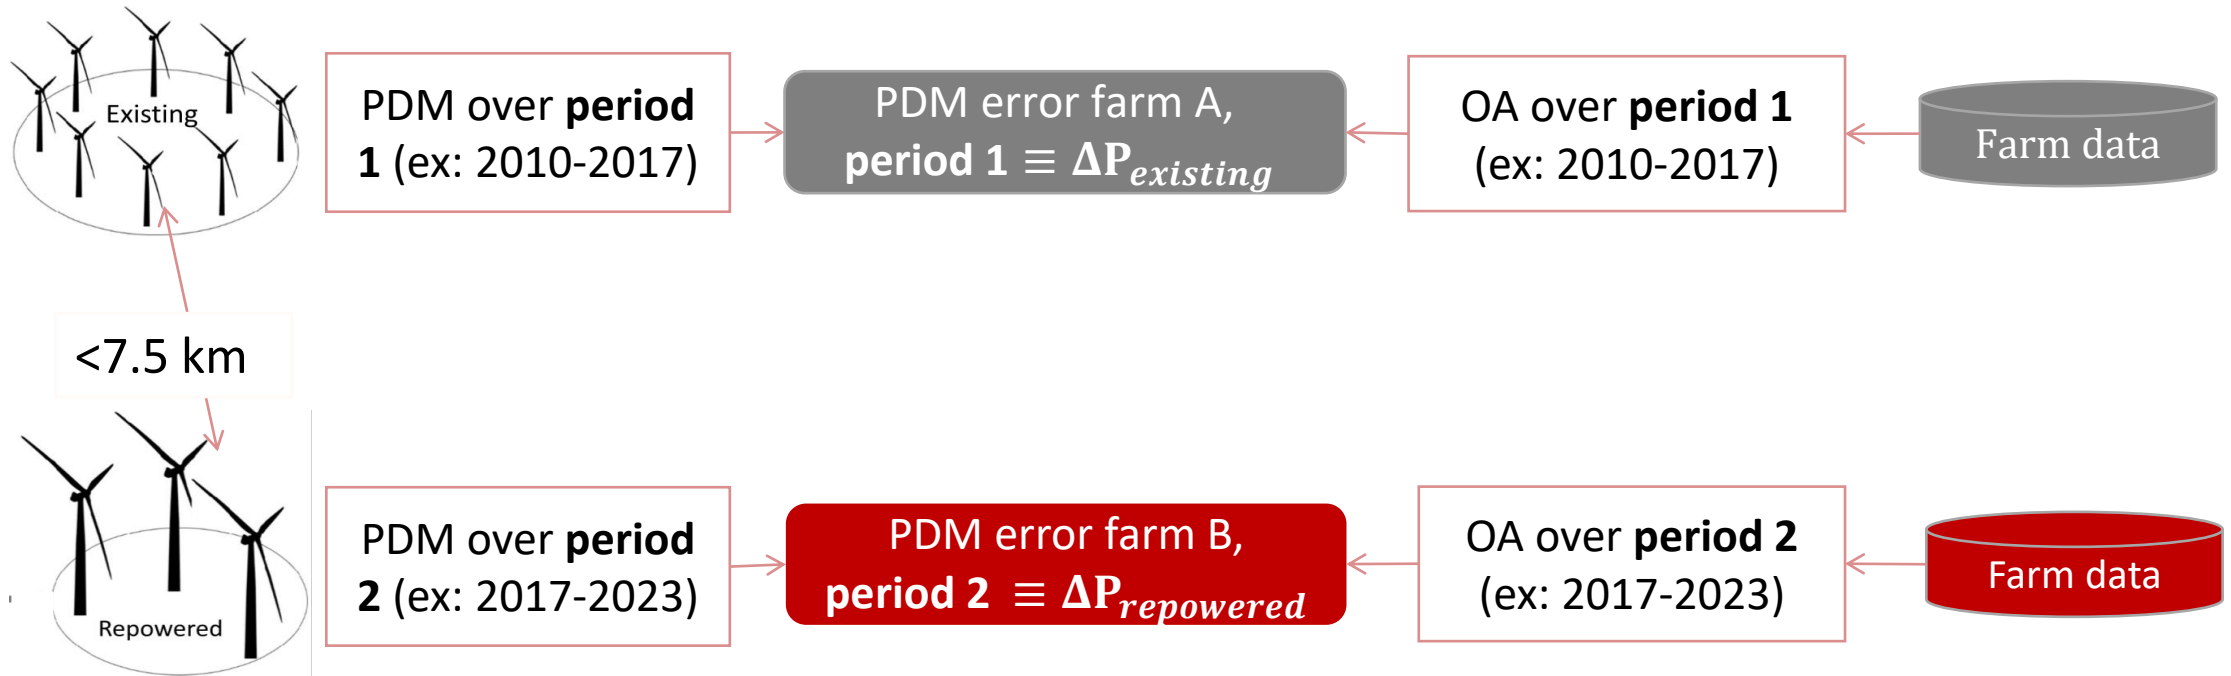 Existing
PDM over period
1 (ex: 2010-2017)
PDM error farm A,
period 1 ≡ ΔP_existing
OA over period 1
(ex: 2010-2017)
Farm data
<7.5 km
Repowered
PDM over period
2 (ex: 2017-2023)
PDM error farm B,
period 2 ≡ ΔP_repowered
OA over period 2
(ex: 2017-2023)
Farm data